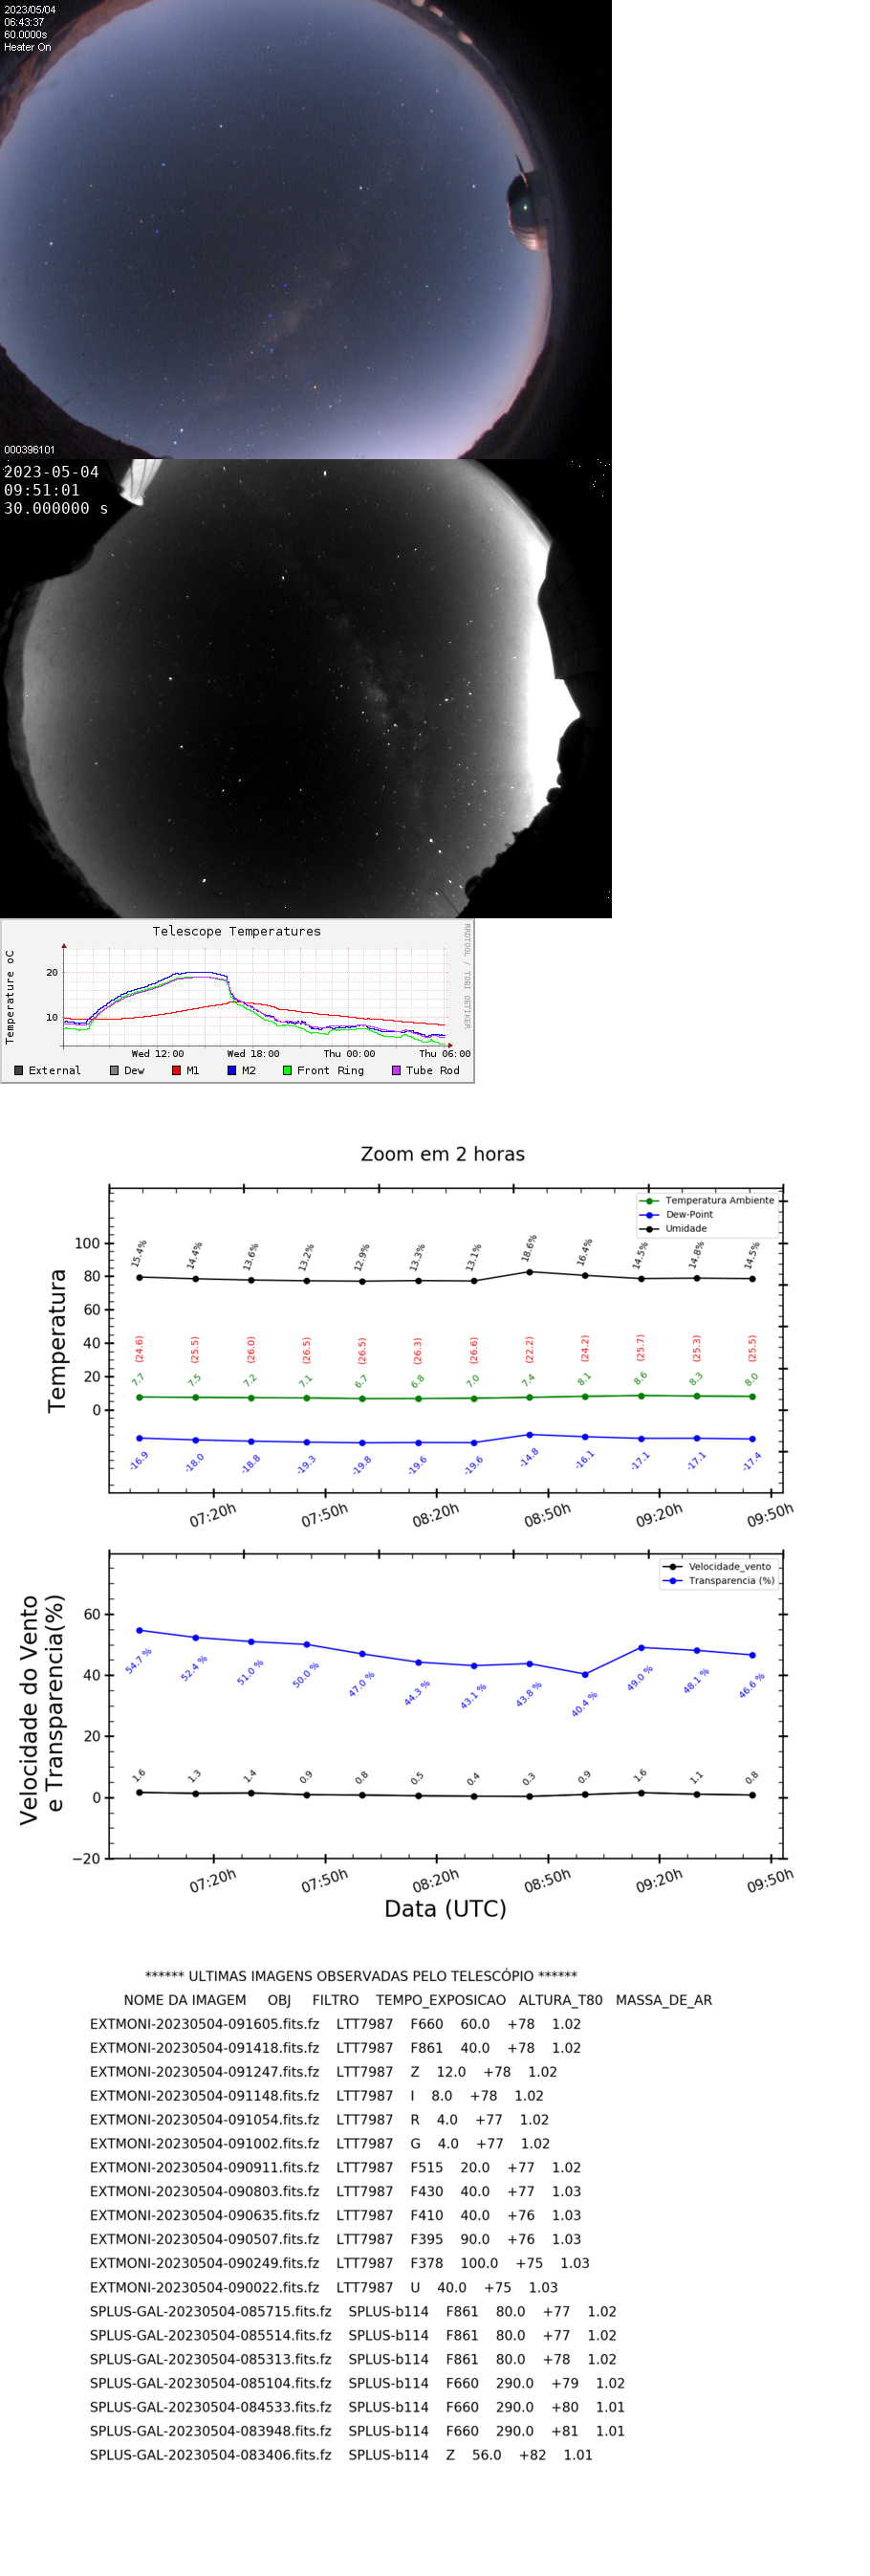 2023/05/04
06:43:37
60.0000s
Heater On
000396101
2023-05-04
09:51:01
30.000000 s
Telescope Temperatures
RRDTOOL / TOBI OETIKER
Temperature oC
20
10
Wed 12:00 Wed 18:00 Thu 00:00 Thu 06:00
External Dew M1 M2 Front Ring Tube Rod
Zoom em 2 horas
Temperatura Ambiente
Dew-Point
Umidade
Temperatura
100
80
60
40
20
0
15.4% 14.4% 13.6% 13.2% 12.9% 13.3% 13.1% 18.6% 16.4% 14.5% 14.8% 14.5%
(24.6) (25.5) (26.0) (26.5) (26.5) (26.3) (26.6) (22.2) (24.2) (25.7) (25.3) (25.5)
7.7 7.5 7.2 7.1 6.7 6.8 7.0 7.4 8.1 8.6 8.3 8.0
-16.9 -18.0 -18.8 -19.3 -19.8 -19.6 -19.6 -14.8 -16.1 -17.1 -17.1 -17.4
07:20h 07:50h 08:20h 08:50h 09:20h 09:50h
Velocidade_vento
Transparencia (%)
Velocidade do Vento
e Transparencia(%)
60
40
20
0
−20
54.7 % 52.4 % 51.0 % 50.0 % 47.0 % 44.3 % 43.1 % 43.8 % 40.4 % 49.0 % 48.1 % 46.6 %
1.6 1.3 1.4 0.9 0.8 0.5 0.4 0.3 0.9 1.6 1.1 0.8
07:20h 07:50h 08:20h 08:50h 09:20h 09:50h
Data (UTC)
****** ULTIMAS IMAGENS OBSERVADAS PELO TELESCÓPIO ******
NOME DA IMAGEM OBJ FILTRO TEMPO_EXPOSICAO ALTURA_T80 MASSA_DE_AR
EXTMONI-20230504-091605.fits.fz LTT7987 F660 60.0 +78 1.02
EXTMONI-20230504-091418.fits.fz LTT7987 F861 40.0 +78 1.02
EXTMONI-20230504-091247.fits.fz LTT7987 Z 12.0 +78 1.02
EXTMONI-20230504-091148.fits.fz LTT7987 I 8.0 +78 1.02
EXTMONI-20230504-091054.fits.fz LTT7987 R 4.0 +77 1.02
EXTMONI-20230504-091002.fits.fz LTT7987 G 4.0 +77 1.02
EXTMONI-20230504-090911.fits.fz LTT7987 F515 20.0 +77 1.02
EXTMONI-20230504-090803.fits.fz LTT7987 F430 40.0 +77 1.03
EXTMONI-20230504-090635.fits.fz LTT7987 F410 40.0 +76 1.03
EXTMONI-20230504-090507.fits.fz LTT7987 F395 90.0 +76 1.03
EXTMONI-20230504-090249.fits.fz LTT7987 F378 100.0 +75 1.03
EXTMONI-20230504-090022.fits.fz LTT7987 U 40.0 +75 1.03
SPLUS-GAL-20230504-085715.fits.fz SPLUS-b114 F861 80.0 +77 1.02
SPLUS-GAL-20230504-085514.fits.fz SPLUS-b114 F861 80.0 +77 1.02
SPLUS-GAL-20230504-085313.fits.fz SPLUS-b114 F861 80.0 +78 1.02
SPLUS-GAL-20230504-085104.fits.fz SPLUS-b114 F660 290.0 +79 1.02
SPLUS-GAL-20230504-084533.fits.fz SPLUS-b114 F660 290.0 +80 1.01
SPLUS-GAL-20230504-083948.fits.fz SPLUS-b114 F660 290.0 +81 1.01
SPLUS-GAL-20230504-083406.fits.fz SPLUS-b114 Z 56.0 +82 1.01